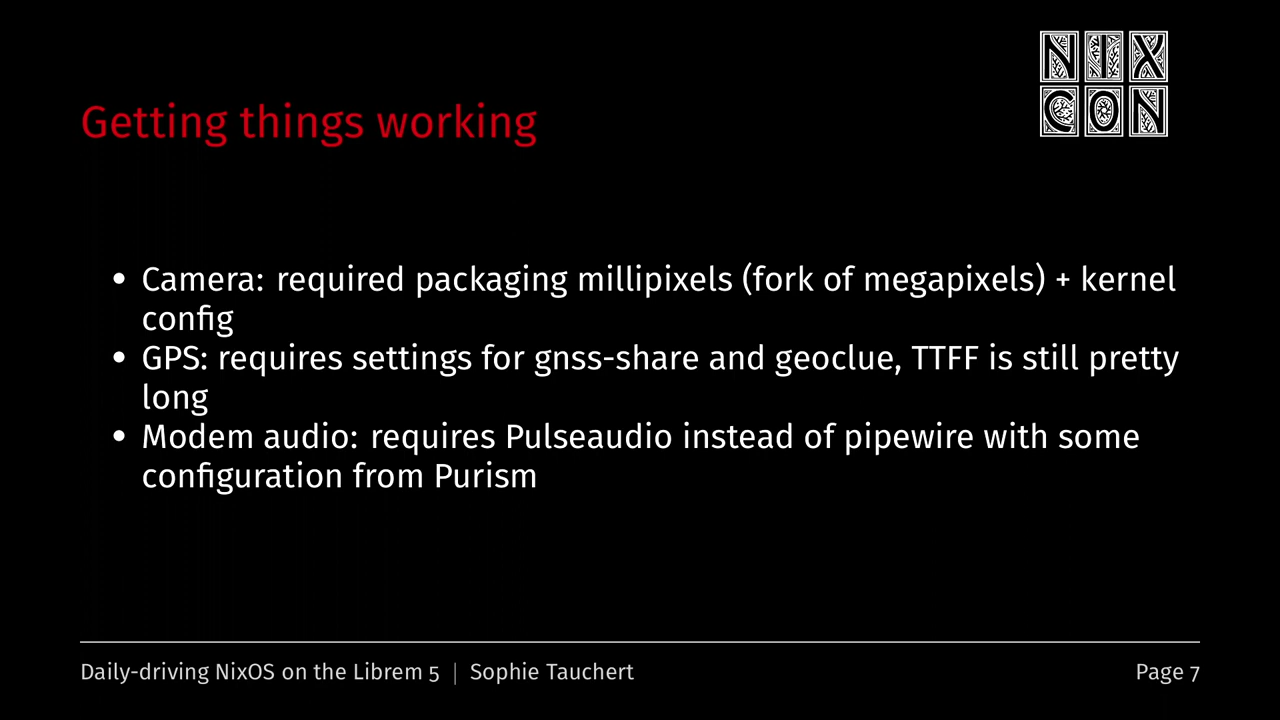 NIX
CON
Getting things working
• Camera: required packaging millipixels (fork of megapixels) + kernel
config
• GPS: requires settings for gnss-share and geoclue, TTFF is still pretty
long
• Modem audio: requires Pulseaudio instead of pipewire with some
configuration from Purism
Daily-driving NixOS on the Librem 5 | Sophie Tauchert
Page 7